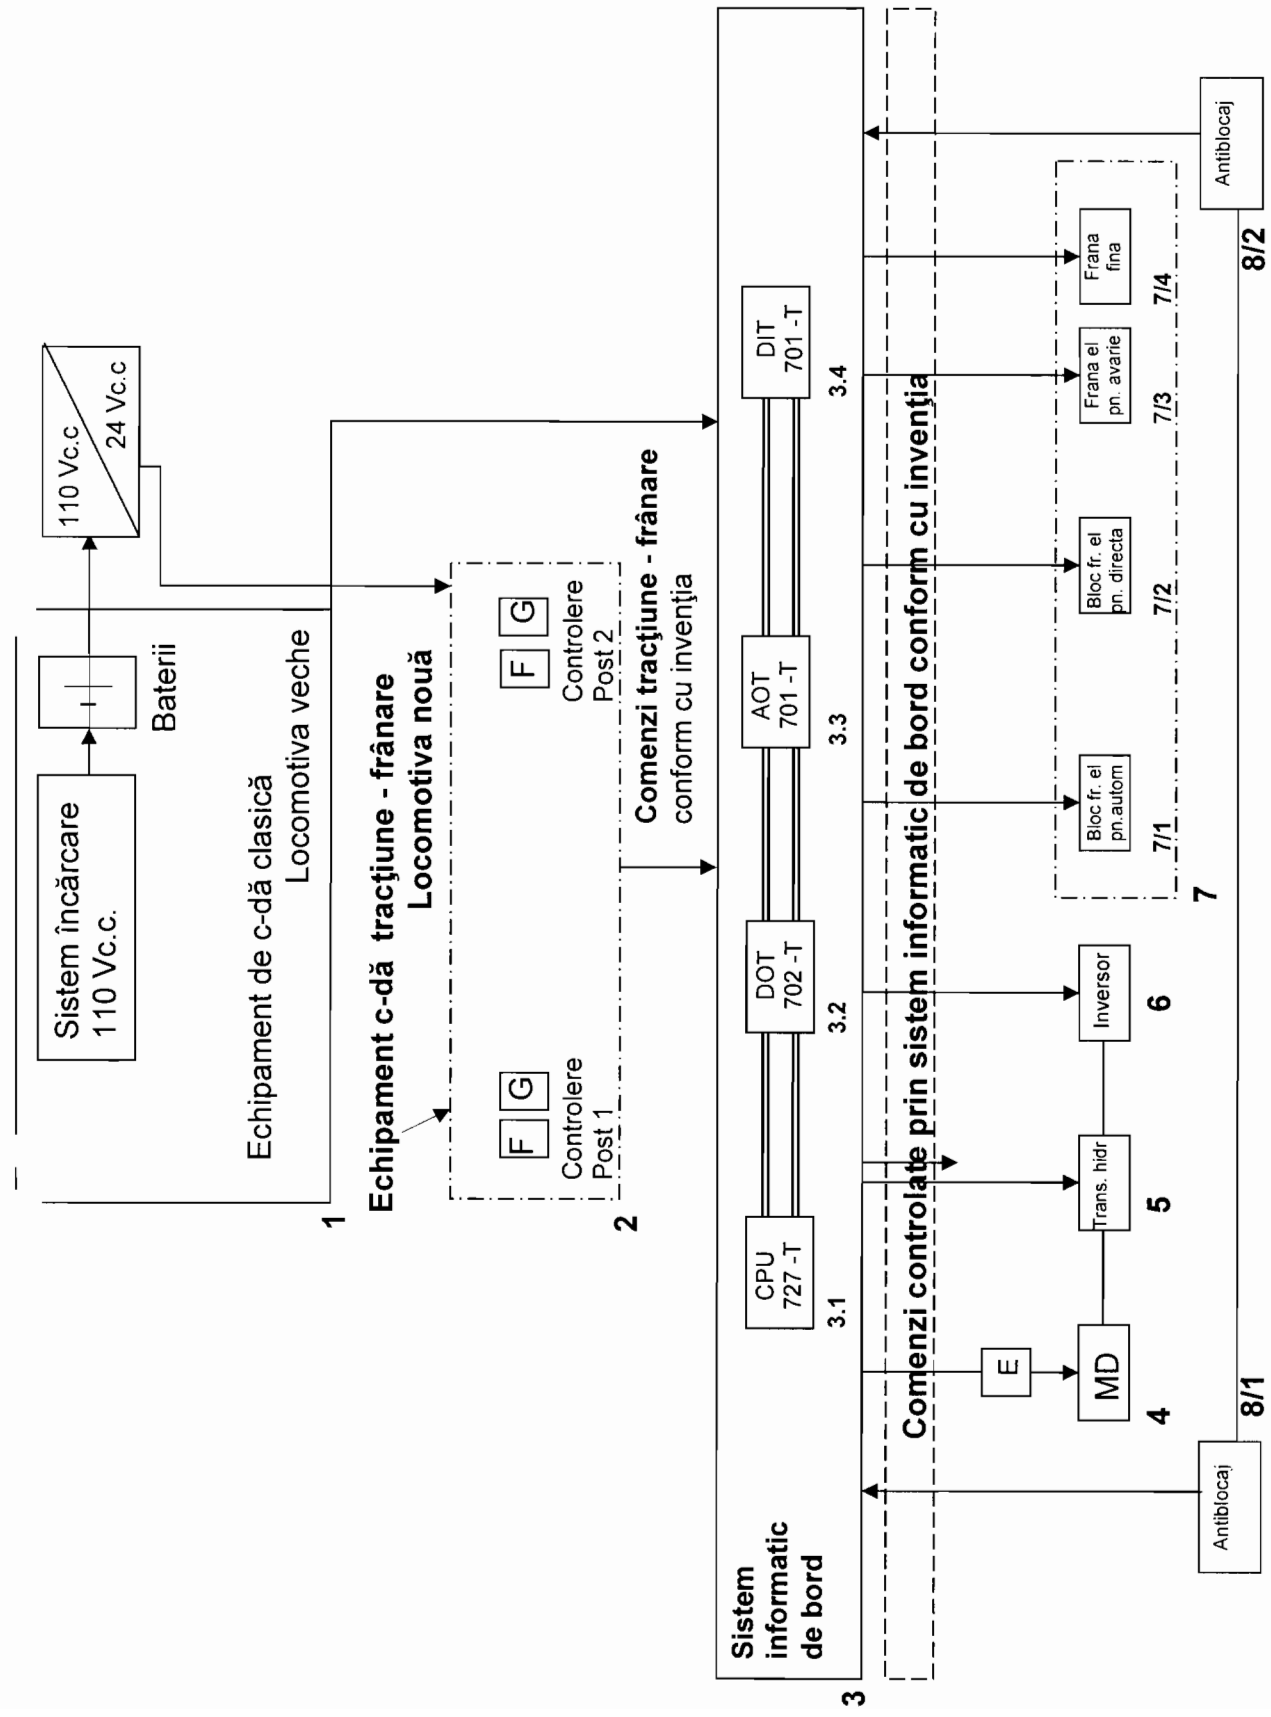 Sistem încărcare
110 Vc.c.
Baterii
110 Vc.c
24 Vc.c
Echipament de c-dă clasică
Locomotiva veche
1
Echipament c-dă tracţiune - frânare
Locomotiva nouă
F
G
Controlere
Post 1
F
G
Controlere
Post 2
2
Comenzi tracţiune - frânare
conform cu invenţia
Sistem
informatic
de bord
CPU
727 -T
3.1
DOT
702 -T
3.2
AOT
701 -T
3.3
DIT
701 -T
3.4
3
Comenzi controlate prin sistem informatic de bord conform cu invenţia
E
MD
4
Trans. hidr
5
Inversor
6
Bloc fr. el
pn.autom
7/1
Bloc fr. el
pn. directa
7/2
Frana el
pn. avarie
7/3
Frana
fina
7/4
7
Antiblocaj
8/1
Antiblocaj
8/2